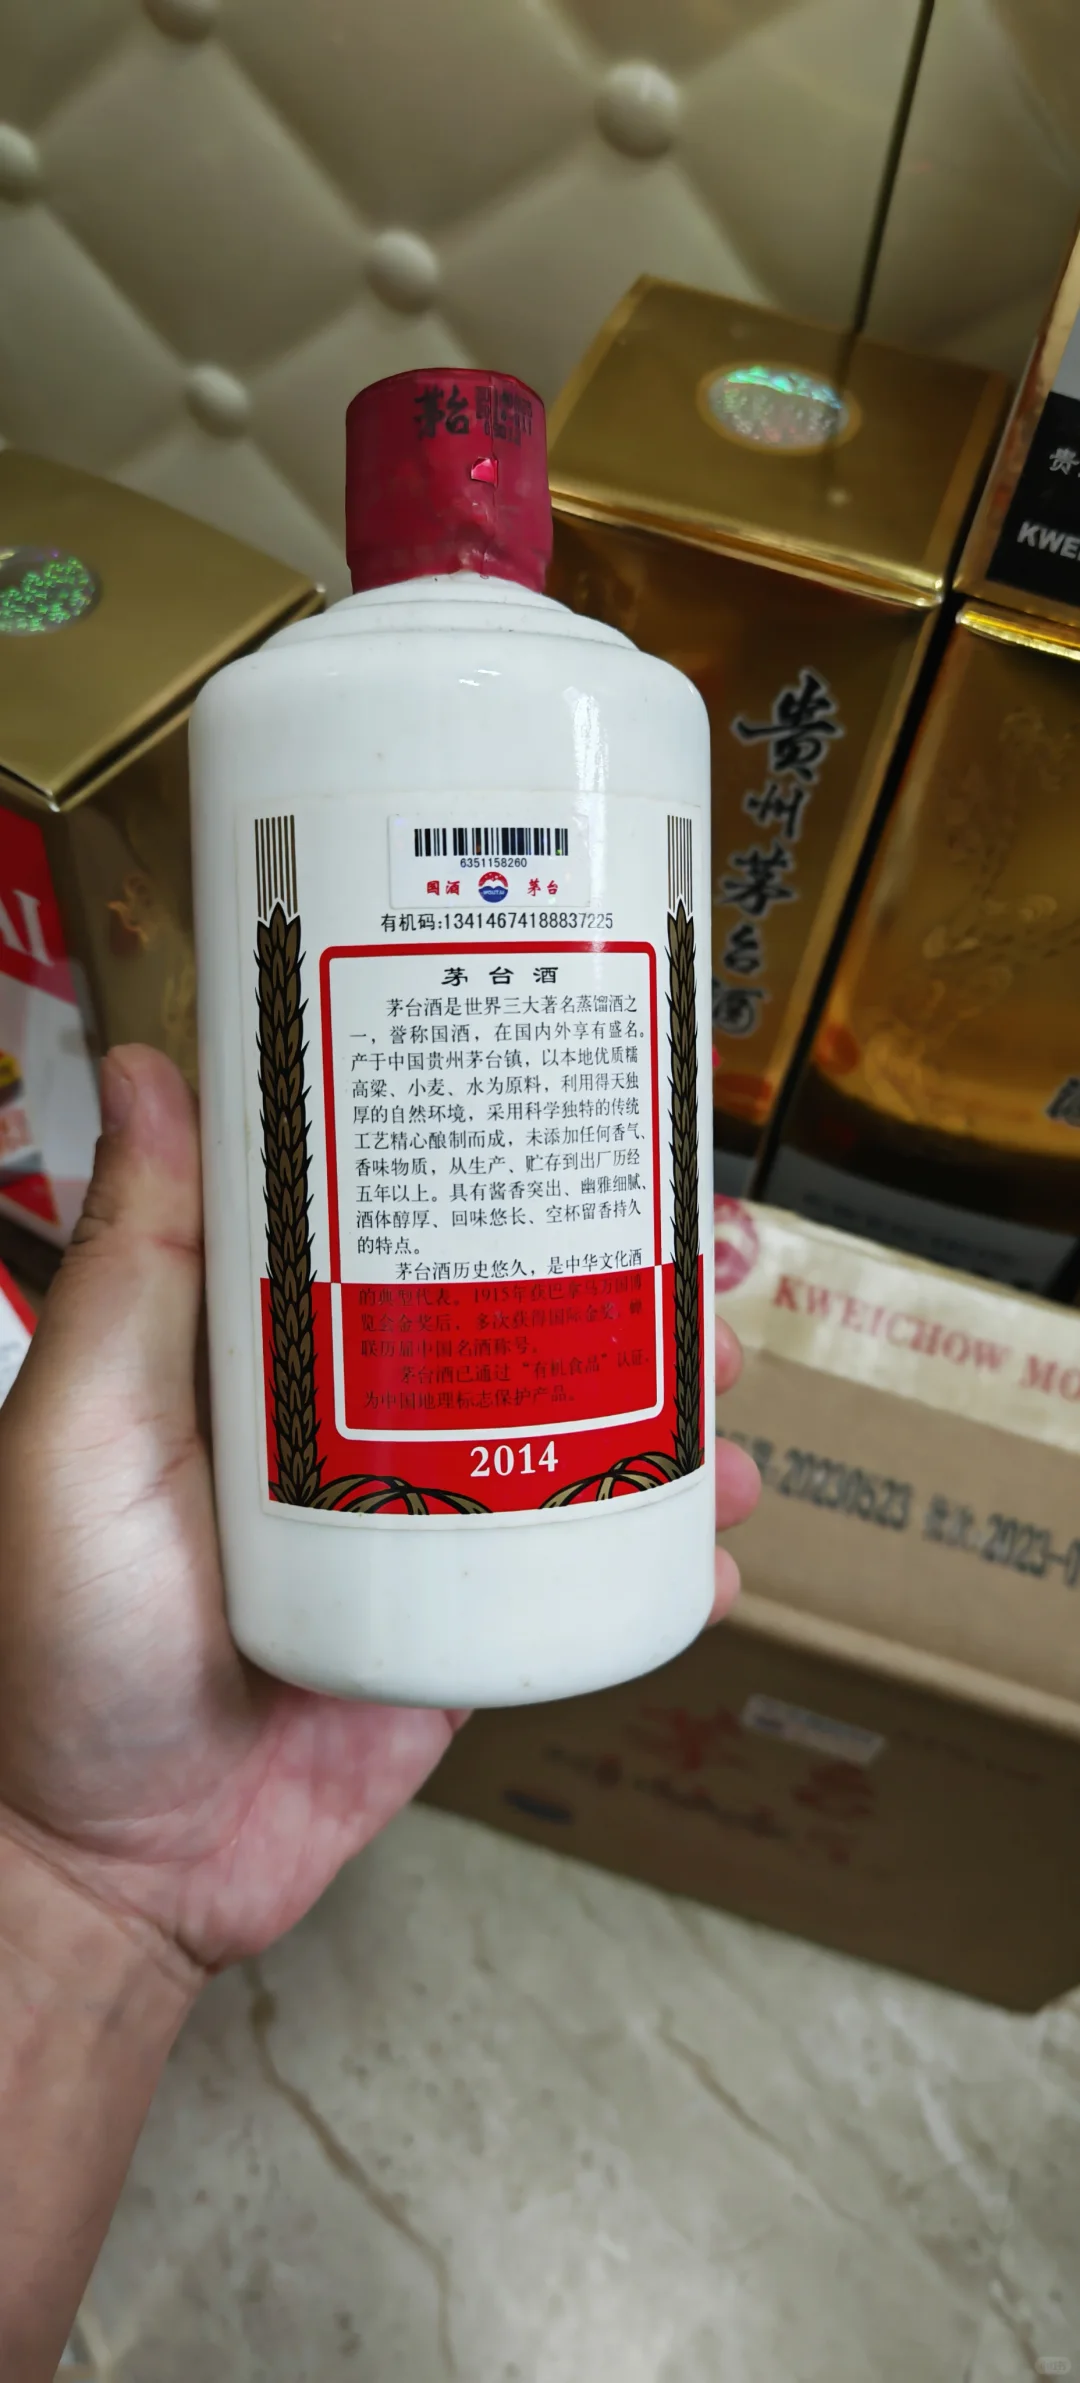 茅台
贵州茅台酒
贵
KWEI
6351158260
国酒 MOUTAI 茅台
有机码:13414674188837225
茅台酒
茅台酒是世界三大著名蒸馏酒之
一，誉称国酒，在国内外享有盛名。
产于中国贵州茅台镇，以本地优质糯
高粱、小麦、水为原料，利用得天独
厚的自然环境，采用科学独特的传统
工艺精心酿制而成，未添加任何香气、
香味物质，从生产、贮存到出厂历经
五年以上。具有酱香突出、幽雅细腻、
酒体醇厚、回味悠长、空杯留香持久
的特点。
茅台酒历史悠久，是中华文化酒
的典型代表。1915年获巴拿马万国博
览会金奖后，多次获得国际金奖，蝉
联历届中国名酒称号。
茅台酒已通过“有机食品”认证，
为中国地理标志保护产品。
2014
KWEICHOW MO
20230523 批次:2023-0